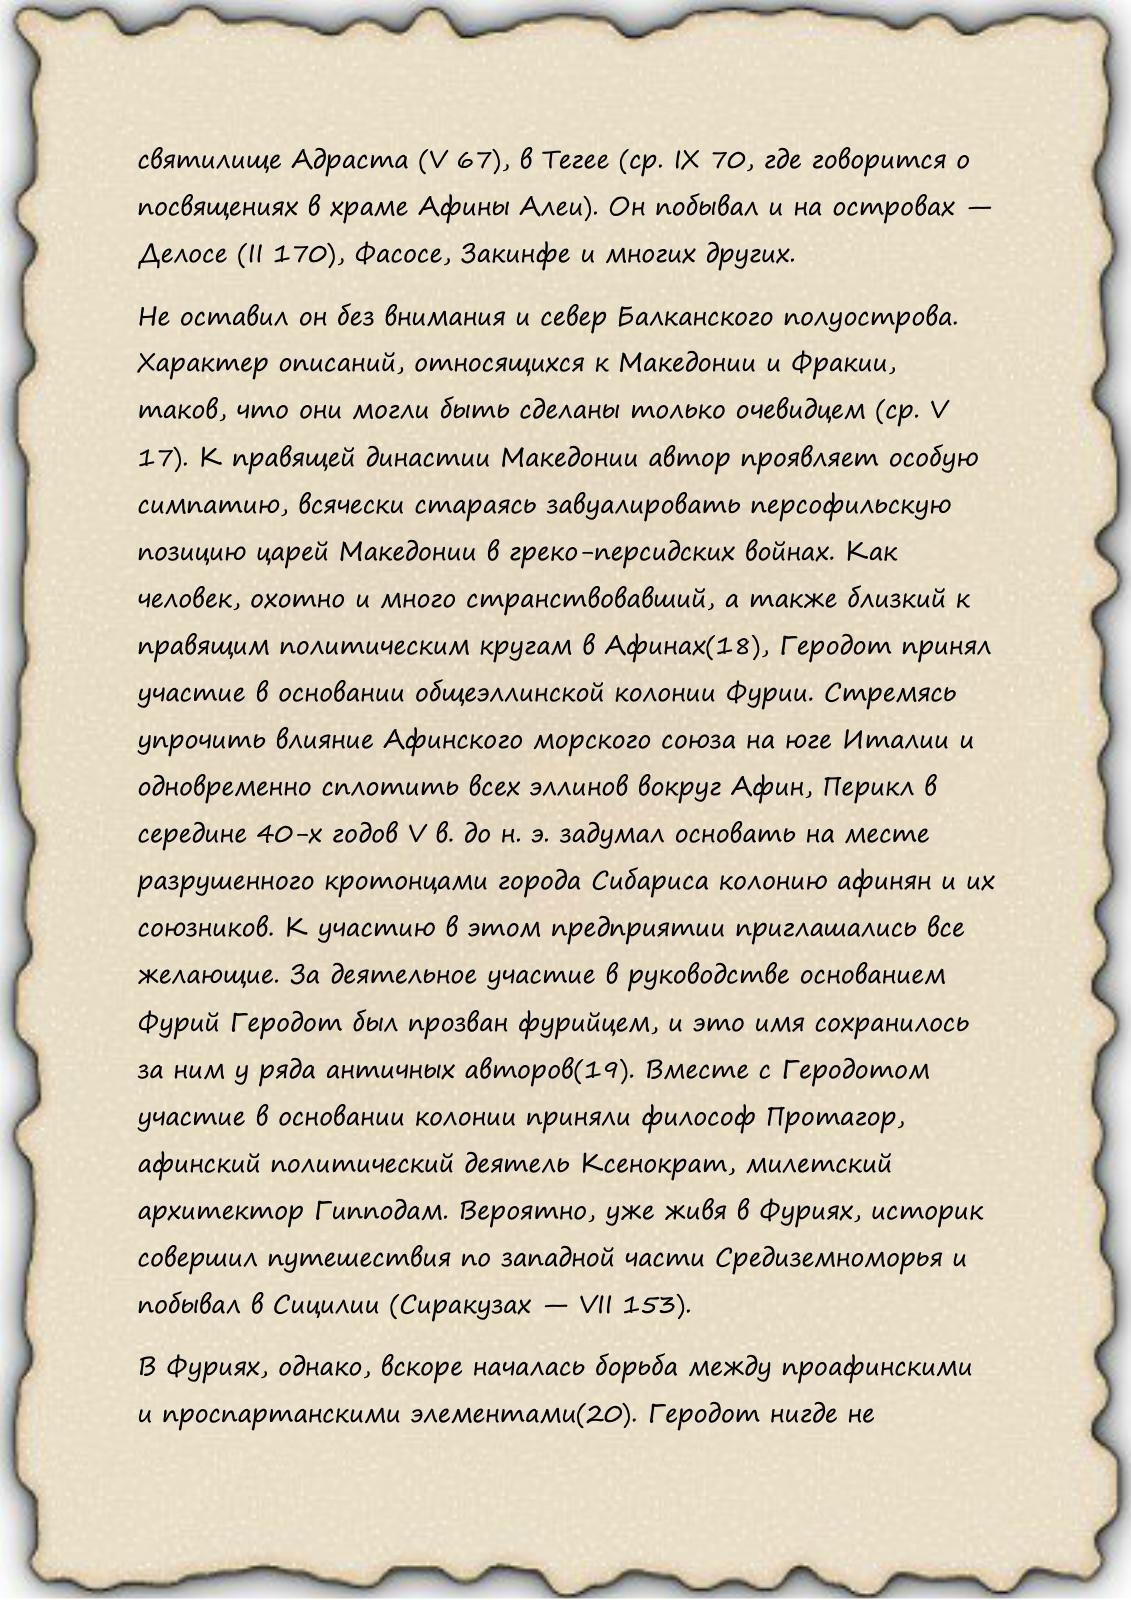 святилище Адраста (V 67), в Тегее (ср. IX 70, где говорится о
посвящениях в храме Афины Алеи). Он побывал и на островах —
Делосе (II 170), Фасосе, Закинфе и многих других.
Не оставил он без внимания и север Балканского полуострова.
Характер описаний, относящихся к Македонии и Фракии,
таков, что они могли быть сделаны только очевидцем (ср. V
17). К правящей династии Македонии автор проявляет особую
симпатию, всячески стараясь завуалировать персофильскую
позицию царей Македонии в греко-персидских войнах. Как
человек, охотно и много странствовавший, а также близкий к
правящим политическим кругам в Афинах(18), Геродот принял
участие в основании общеэллинской колонии Фурии. Стремясь
упрочить влияние Афинского морского союза на юге Италии и
одновременно сплотить всех эллинов вокруг Афин, Перикл в
середине 40-х годов V в. до н. э. задумал основать на месте
разрушенного кротонцами города Сибариса колонию афинян и их
союзников. К участию в этом предприятии приглашались все
желающие. За деятельное участие в руководстве основанием
Фурий Геродот был прозван фурийцем, и это имя сохранилось
за ним у ряда античных авторов(19). Вместе с Геродотом
участие в основании колонии приняли философ Протагор,
афинский политический деятель Ксенократ, милетский
архитектор Гипподам. Вероятно, уже живя в Фуриях, историк
совершил путешествия по западной части Средиземноморья и
побывал в Сицилии (Сиракузах — VII 153).
В Фуриях, однако, вскоре началась борьба между проафинскими
и проспартанскими элементами(20). Геродот нигде не